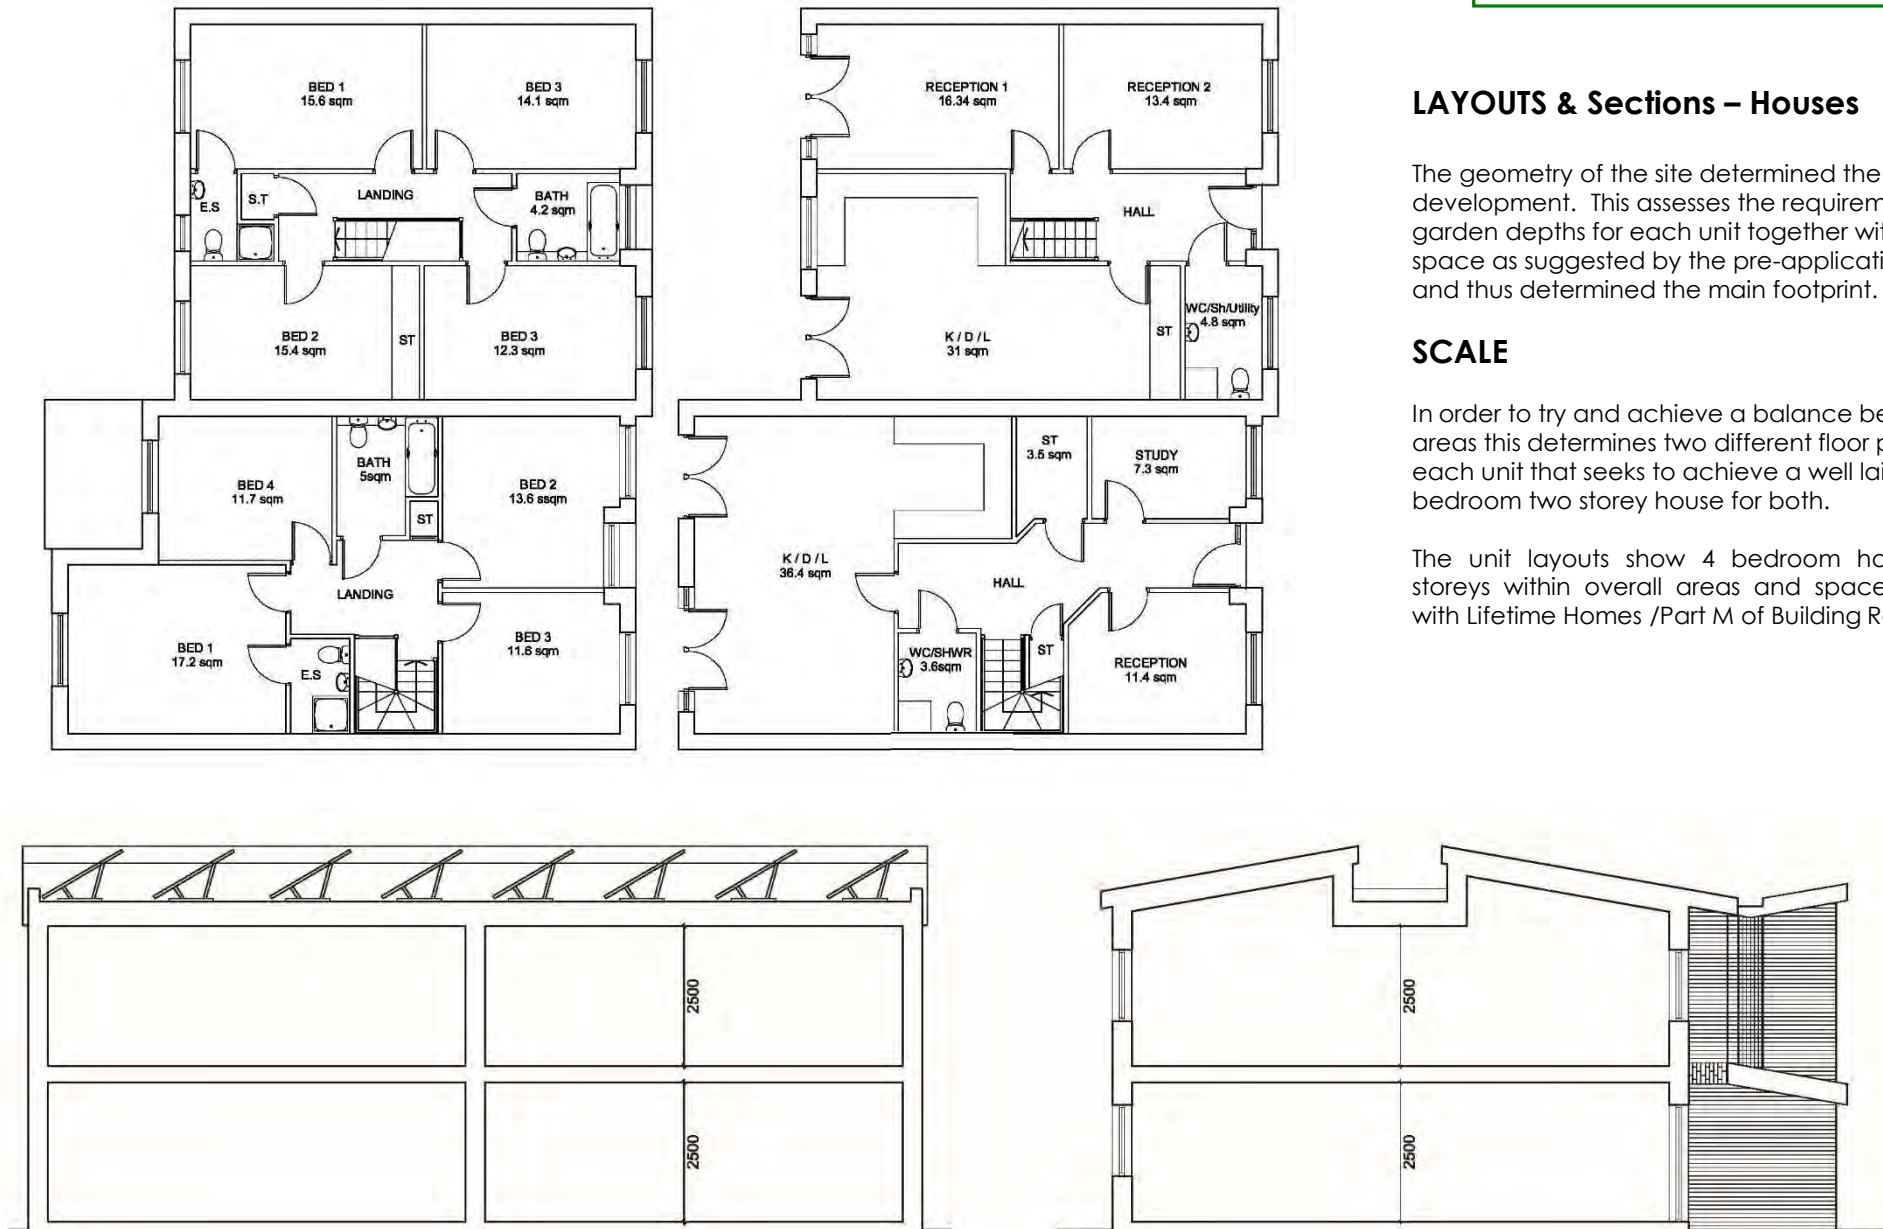 BED 1
15.6 sqm
BED 3
14.1 sqm
E.S
S.T
LANDING
BATH
4.2 sqm
BED 2
15.4 sqm
ST
BED 3
12.3 sqm
BED 4
11.7 sqm
BATH
5sqm
ST
BED 2
13.6 ssqm
LANDING
BED 1
17.2 sqm
E.S
BED 3
11.6 sqm
RECEPTION 1
16.34 sqm
RECEPTION 2
13.4 sqm
HALL
K / D / L
31 sqm
ST
WC/Sh/Utility
4.8 sqm
ST
3.5 sqm
STUDY
7.3 sqm
K / D / L
36.4 sqm
HALL
WC/SHWR
3.6sqm
ST
RECEPTION
11.4 sqm
LAYOUTS & Sections – Houses
The geometry of the site determined the
development. This assesses the
garden depths for each unit together
space as suggested by the
and thus determined the main footprint.
SCALE
In order to try and achieve a balance
areas this determines two different floor
each unit that seeks to achieve a well
bedroom two storey house for both.
The unit layouts show 4 bedroom
storeys within overall areas and
with Lifetime Homes /Part M of Building
2500
2500
2500
2500